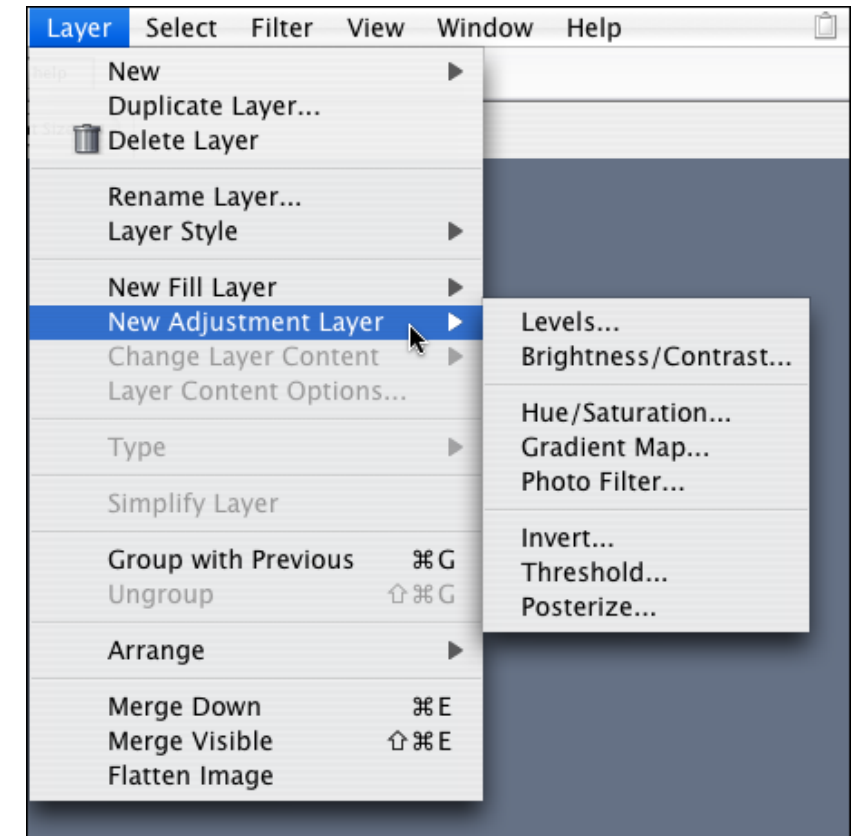 Layer Select Filter View Window Help
New
Duplicate Layer...
Delete Layer
Rename Layer...
Layer Style
New Fill Layer
New Adjustment Layer
Change Layer Content
Layer Content Options...
Type
Simplify Layer
Group with Previous ⌘G
Ungroup ⇧⌘G
Arrange
Merge Down ⌘E
Merge Visible ⇧⌘E
Flatten Image
Levels...
Brightness/Contrast...
Hue/Saturation...
Gradient Map...
Photo Filter...
Invert...
Threshold...
Posterize...